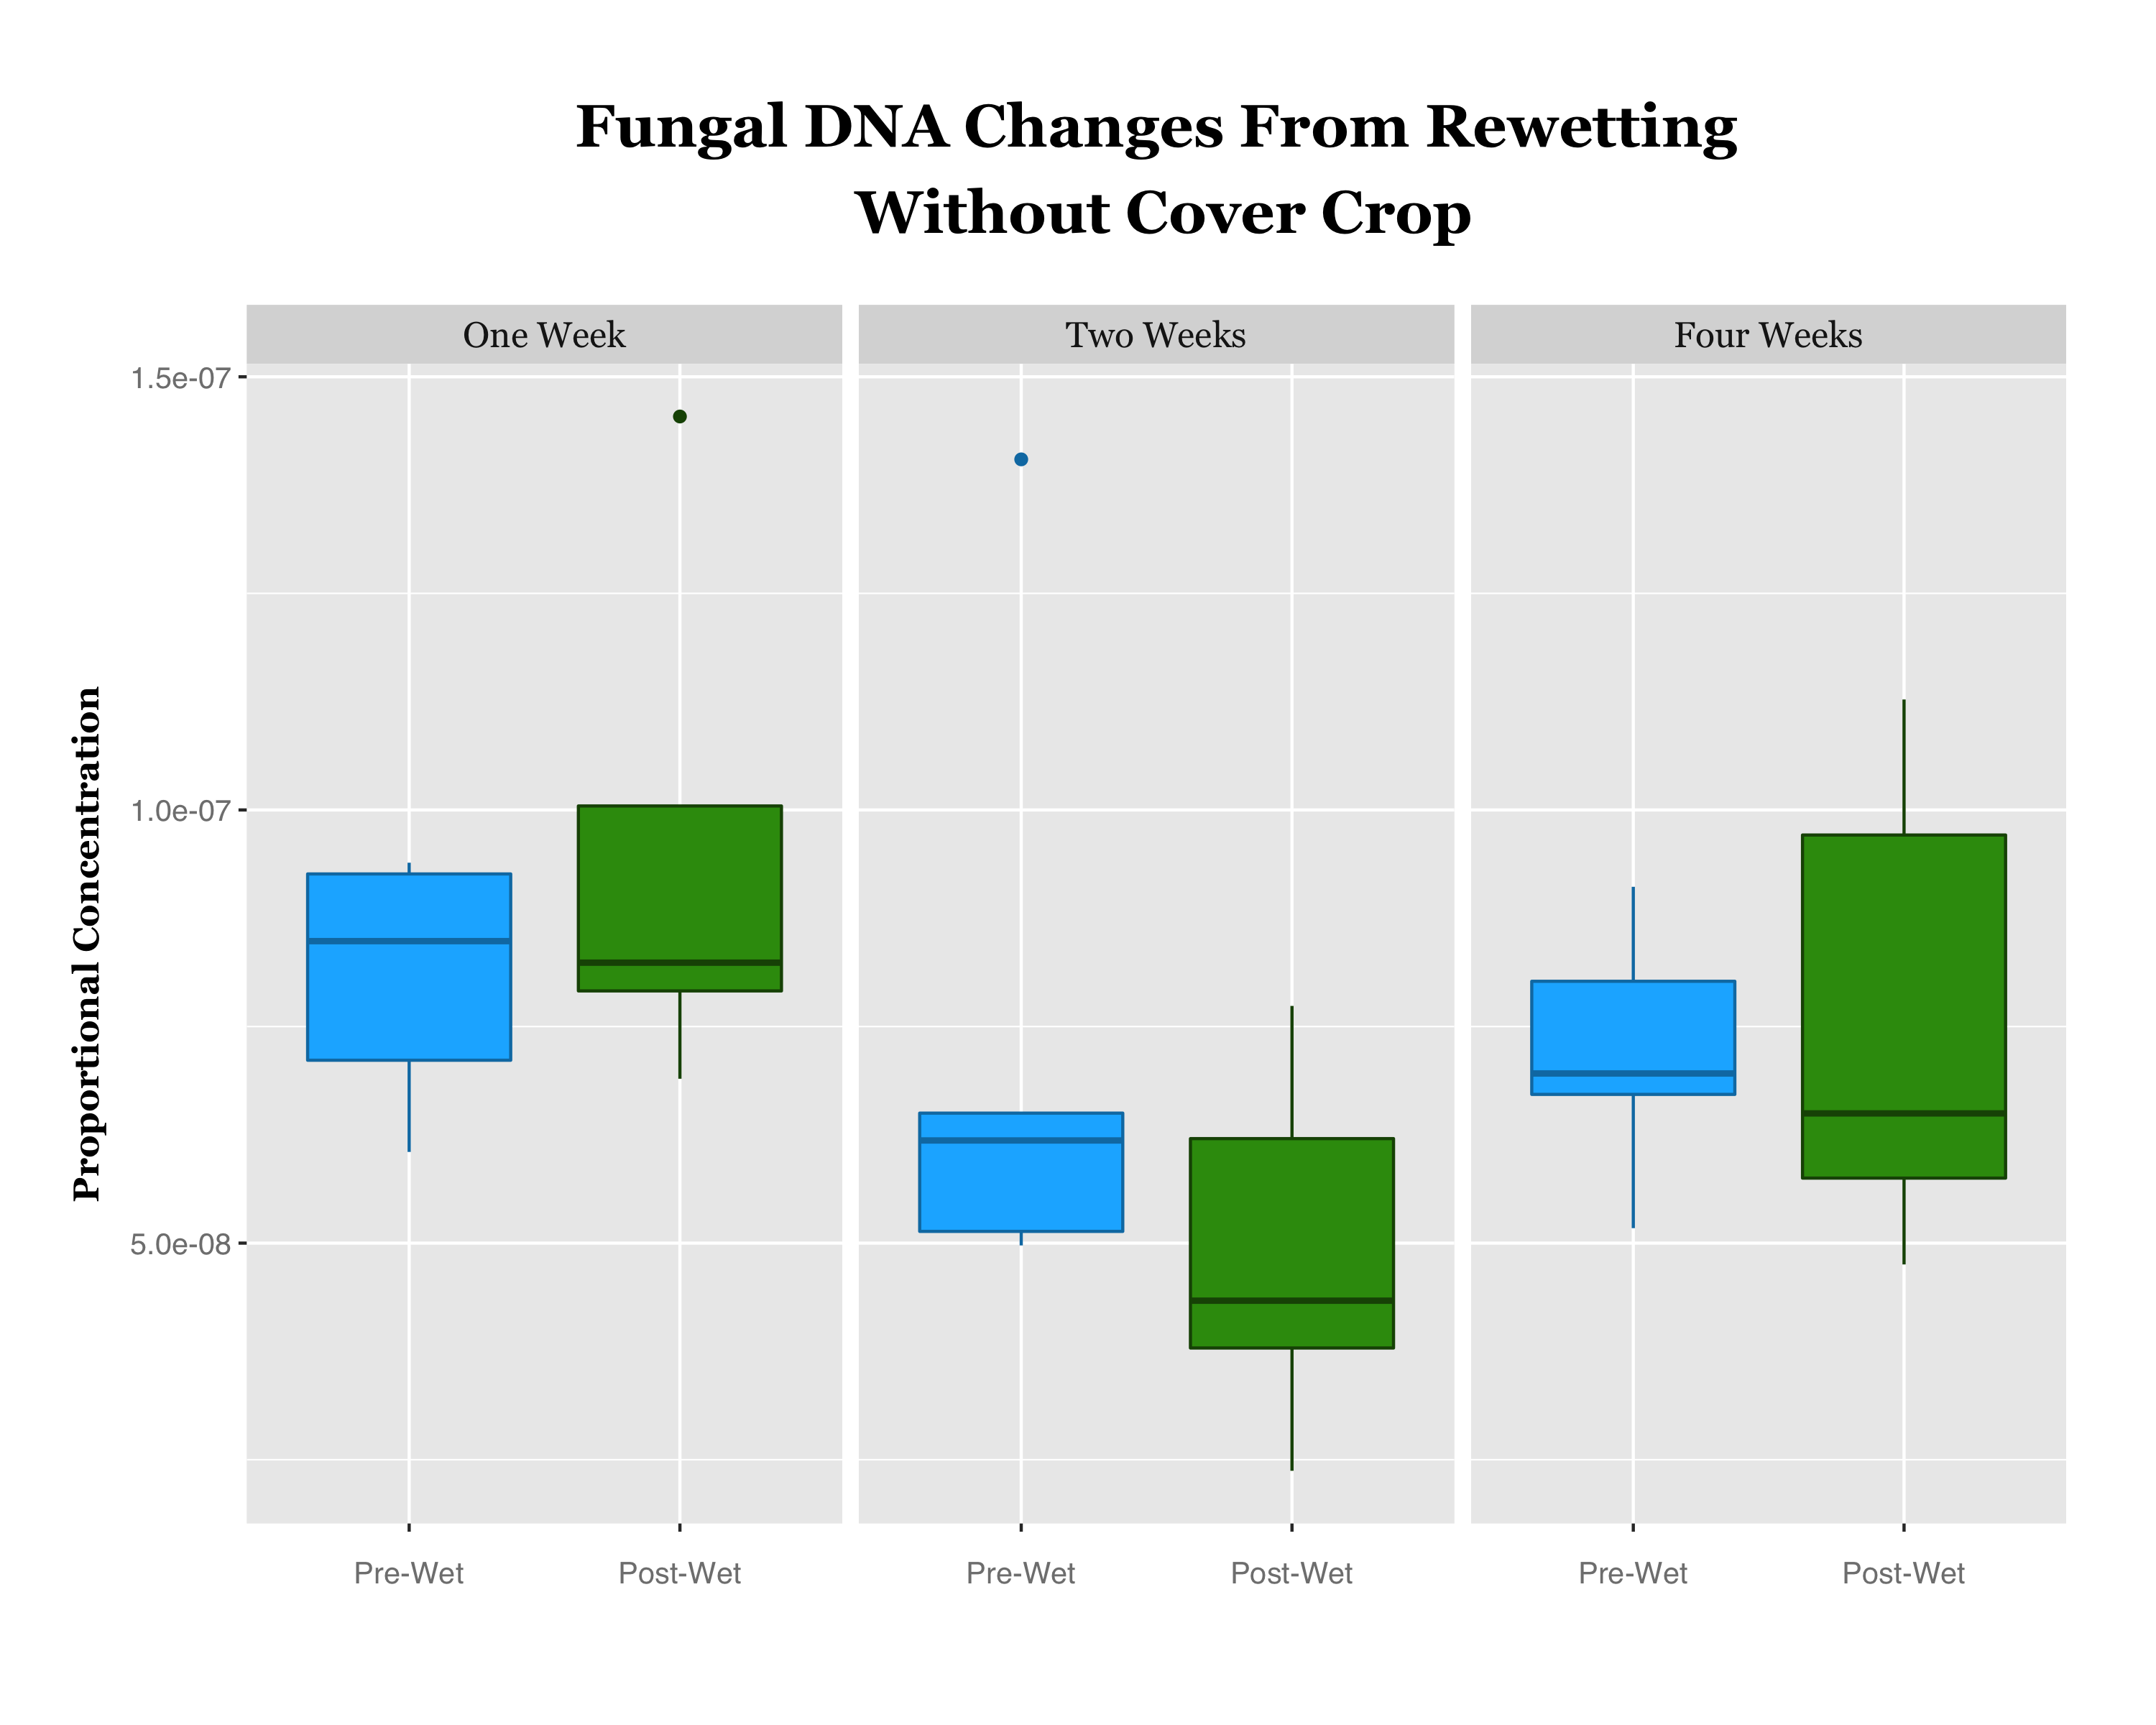 Fungal DNA Changes From Rewetting
Without Cover Crop
One Week
Two Weeks
Four Weeks
Proportional Concentration
1.5e-07
1.0e-07
5.0e-08
Pre-Wet
Post-Wet
Pre-Wet
Post-Wet
Pre-Wet
Post-Wet